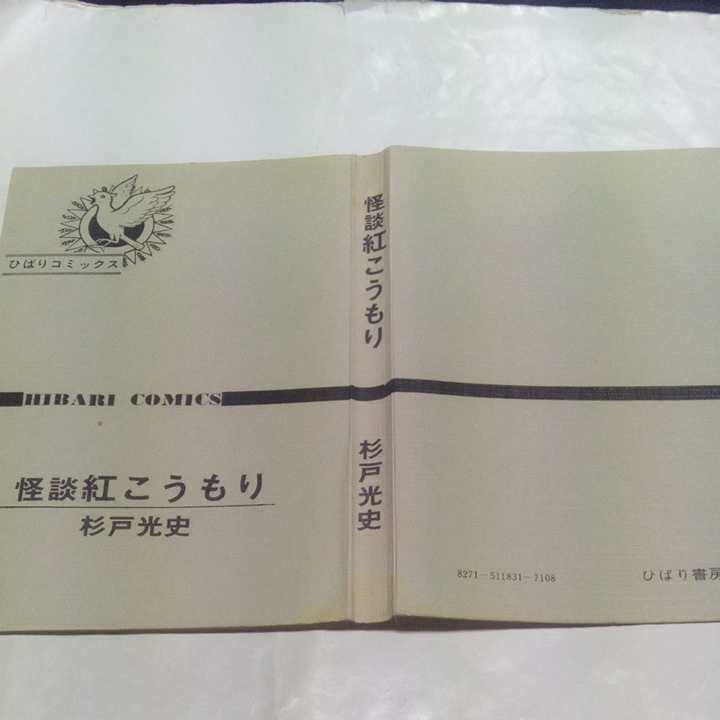 ひばりコミックス
HIBARI COMICS
怪談紅こうもり
杉戸光史
怪談紅こうもり
杉戸光史
8271-511831-7108
ひばり書房